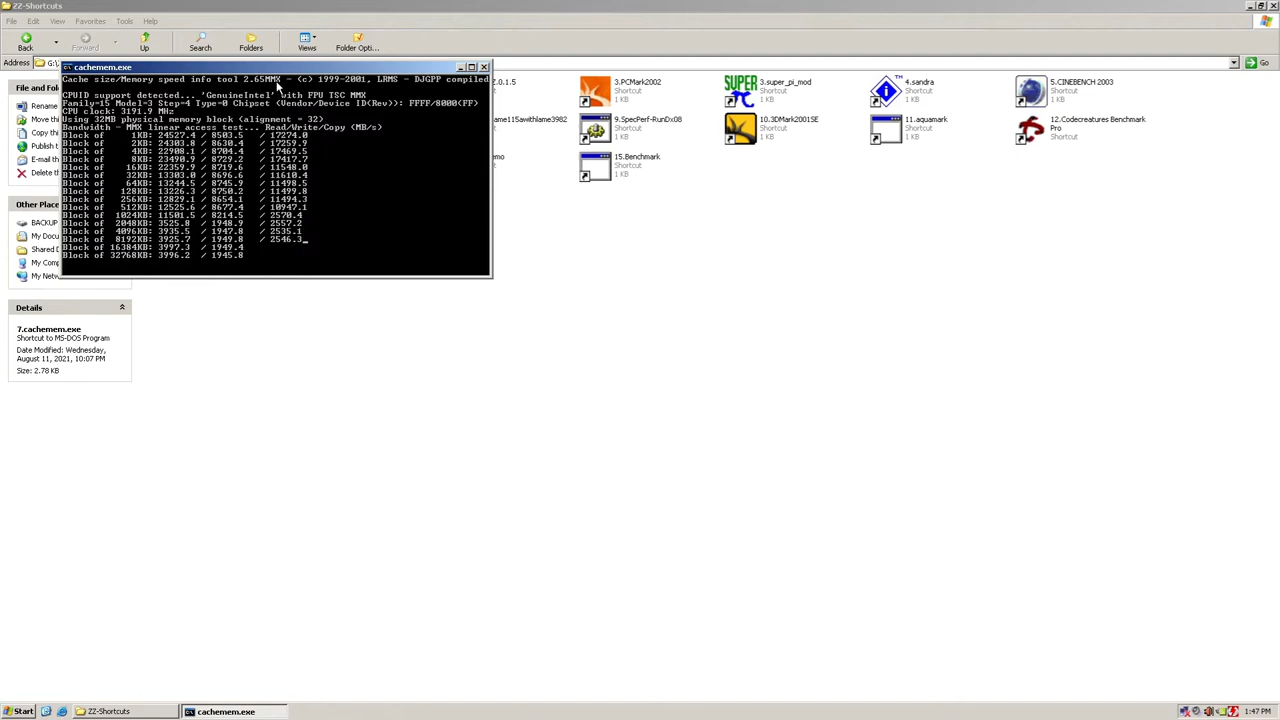 ZZ-Shortcuts
File Edit View Favorites Tools Help
Back Forward Up Search Folders Views Folder Opti...
Address G:\ Go
File and Fo
Rename
Move thi
Copy thi
Publish t
E-mail th
Delete th
Other Places
BACKUP
My Docu
Shared D
My Com
My Netw
Details
7.cachemem.exe
Shortcut to MS-DOS Program
Date Modified: Wednesday,
August 11, 2021, 10:07 PM
Size: 2.78 KB
cachemem.exe
Cache size/Memory speed info tool 2.65MMX - (c) 1999-2001, LRMS - DJGPP compiled
CPUID support detected... 'GenuineIntel' with FPU TSC MMX
Family=15 Model=3 Step=4 Type=0 Chipset (Vendor/Device ID(Rev)): FFFF/8000(FF)
CPU clock: 3191.9 MHz
Using 32MB physical memory block (alignment = 32)
Bandwidth - MMX linear access test... Read/Write/Copy (MB/s)
Block of 1KB: 24527.4 / 8503.5 / 17274.0
Block of 2KB: 24303.8 / 8630.4 / 17259.9
Block of 4KB: 22908.1 / 8704.4 / 17469.5
Block of 8KB: 23490.9 / 8729.2 / 17417.7
Block of 16KB: 22359.9 / 8719.6 / 11548.0
Block of 32KB: 13303.0 / 8696.6 / 11610.4
Block of 64KB: 13244.5 / 8745.9 / 11498.5
Block of 128KB: 13226.3 / 8750.2 / 11499.8
Block of 256KB: 12829.1 / 8654.1 / 11494.3
Block of 512KB: 12525.6 / 8677.4 / 10947.1
Block of 1024KB: 11501.5 / 8214.5 / 2570.4
Block of 2048KB: 3525.8 / 1948.9 / 2557.2
Block of 4096KB: 3935.5 / 1947.8 / 2535.1
Block of 8192KB: 3925.7 / 1949.8 / 2546.3_
Block of 16384KB: 3997.3 / 1949.4
Block of 32768KB: 3996.2 / 1945.8
2.0.1.5
3.PCMark2002
Shortcut
1 KB
3.super_pi_mod
Shortcut
1 KB
4.sandra
Shortcut
1 KB
5.CINEBENCH 2003
Shortcut
1 KB
ame115awithlame3982
9.SpecPerf-RunDx08
Shortcut
1 KB
10.3DMark2001SE
Shortcut
1 KB
11.aquamark
Shortcut
1 KB
12.Codecreatures Benchmark
Pro
Shortcut
emo
15.Benchmark
Shortcut
1 KB
Start ZZ-Shortcuts cachemem.exe 1:47 PM